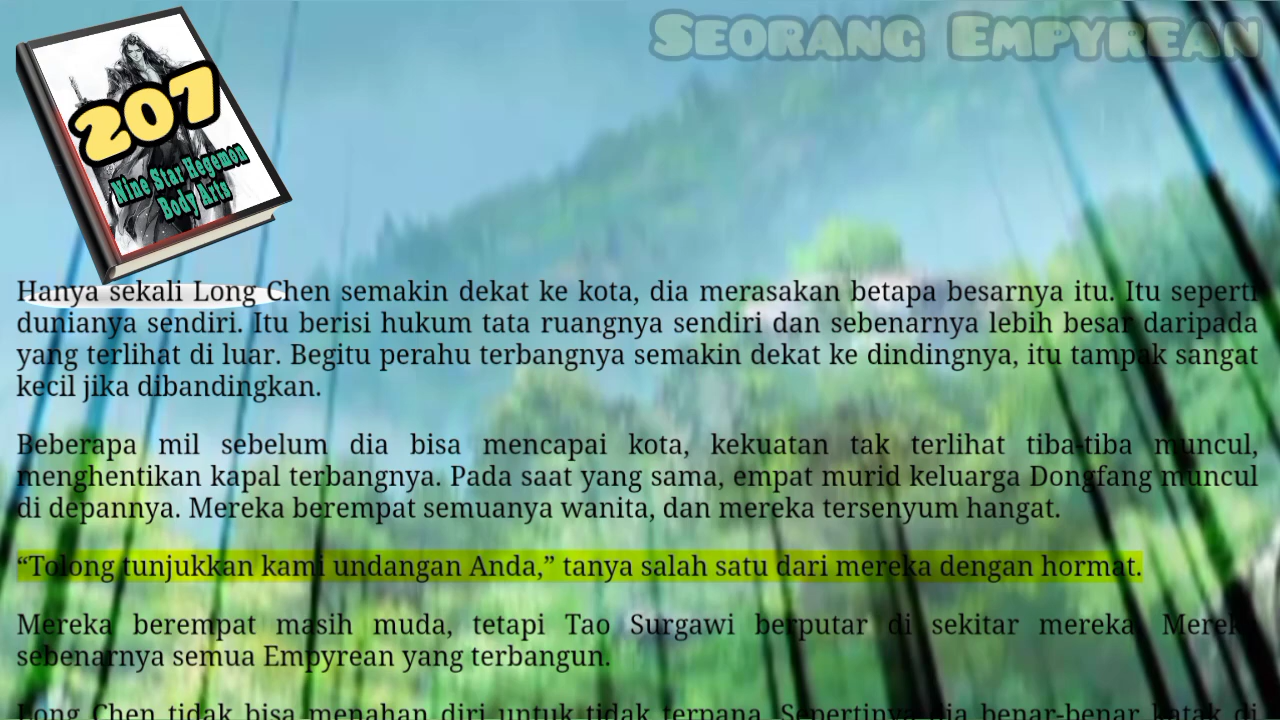 Seorang Empyrean
207
Nine Star Hegemon
Body Arts
Hanya sekali Long Chen semakin dekat ke kota, dia merasakan betapa besarnya itu. Itu seperti
dunianya sendiri. Itu berisi hukum tata ruangnya sendiri dan sebenarnya lebih besar daripada
yang terlihat di luar. Begitu perahu terbangnya semakin dekat ke dindingnya, itu tampak sangat
kecil jika dibandingkan.
Beberapa mil sebelum dia bisa mencapai kota, kekuatan tak terlihat tiba-tiba muncul,
menghentikan kapal terbangnya. Pada saat yang sama, empat murid keluarga Dongfang muncul
di depannya. Mereka berempat semuanya wanita, dan mereka tersenyum hangat.
“Tolong tunjukkan kami undangan Anda,” tanya salah satu dari mereka dengan hormat.
Mereka berempat masih muda, tetapi Tao Surgawi berputar di sekitar mereka. Mereka
sebenarnya semua Empyrean yang terbangun.
Long Chen tidak bisa menahan diri untuk tidak terpana. Sepertinya dia benar-benar katak di